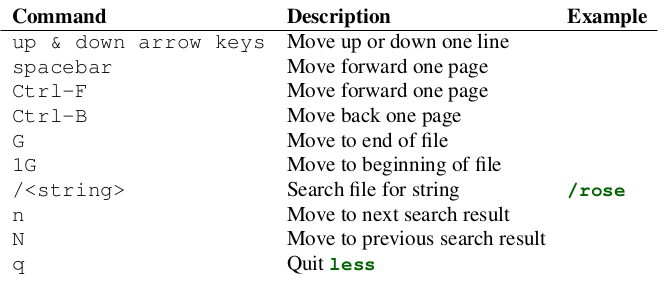 Command Description Example
up & down arrow keys Move up or down one line
spacebar Move forward one page
Ctrl-F Move forward one page
Ctrl-B Move back one page
G Move to end of file
1G Move to beginning of file
/<string> Search file for string /rose
n Move to next search result
N Move to previous search result
q Quit less